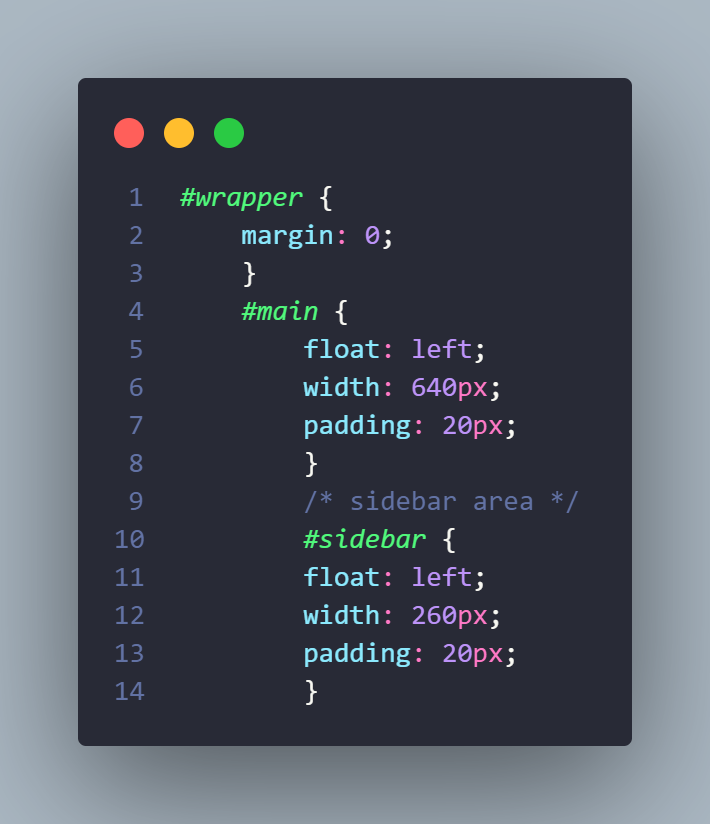 1 #wrapper {
2     margin: 0;
3     }
4     #main {
5         float: left;
6         width: 640px;
7         padding: 20px;
8         }
9         /* sidebar area */
10         #sidebar {
11         float: left;
12         width: 260px;
13         padding: 20px;
14         }